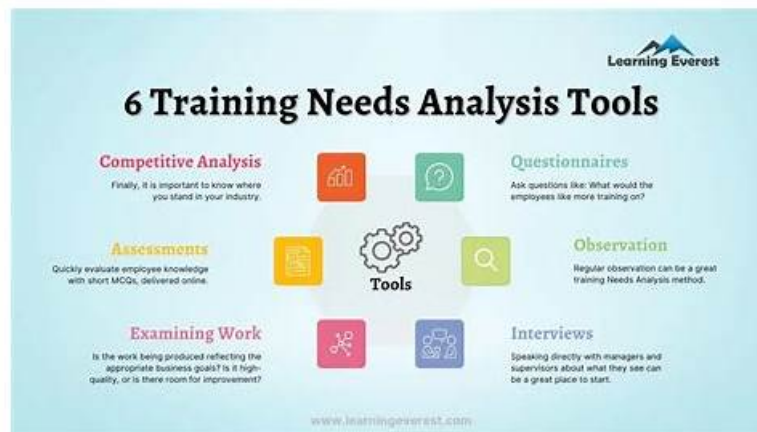 Learning Everest
6 Training Needs Analysis Tools
Competitive Analysis
Finally, it is important to know where
you stand in your industry.
Questionnaires
Ask questions like: What would the
employees like more training on?
Assessments
Quickly evaluate employee knowledge
with short MCQs, delivered online.
Tools
Observation
Regular observation can be a great
training Needs Analysis method.
Examining Work
Is the work being produced reflecting the
appropriate business goals? Is it high-
quality, or is there room for improvement?
Interviews
Speaking directly with managers and
supervisors about what they see can
be a great place to start.
www.learningeverest.com